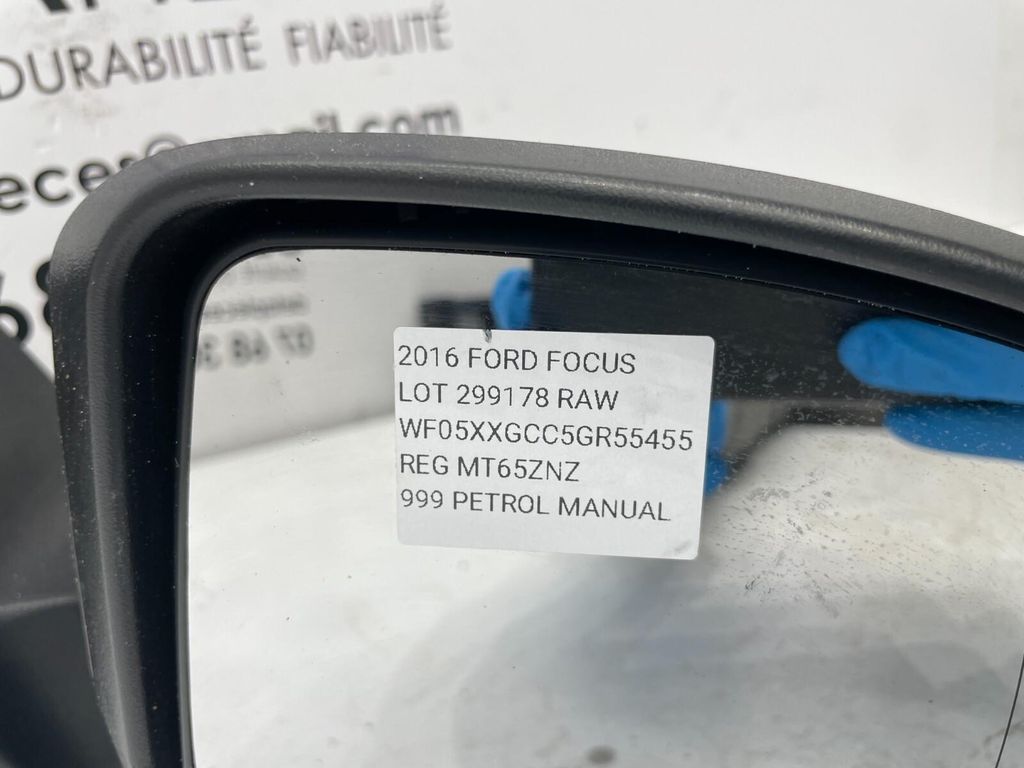 DURABILITÉ FIABILITÉ
2016 FORD FOCUS
LOT 299178 RAW
WF05XXGCC5GR55455
REG MT65ZNZ
999 PETROL MANUAL